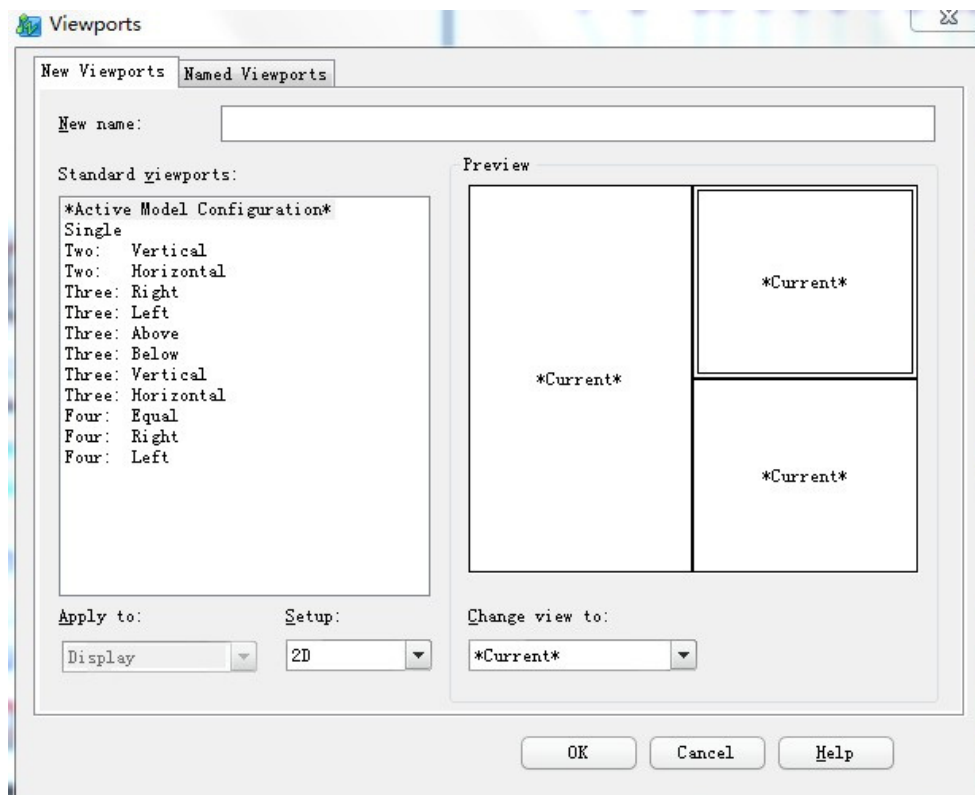 Viewports
New Viewports
Named Viewports
New name:
Standard viewports:
*Active Model Configuration*
Single
Two: Vertical
Two: Horizontal
Three: Right
Three: Left
Three: Above
Three: Below
Three: Vertical
Three: Horizontal
Four: Equal
Four: Right
Four: Left
Preview
*Current*
*Current*
*Current*
Apply to:
Display
Setup:
2D
Change view to:
*Current*
OK
Cancel
Help